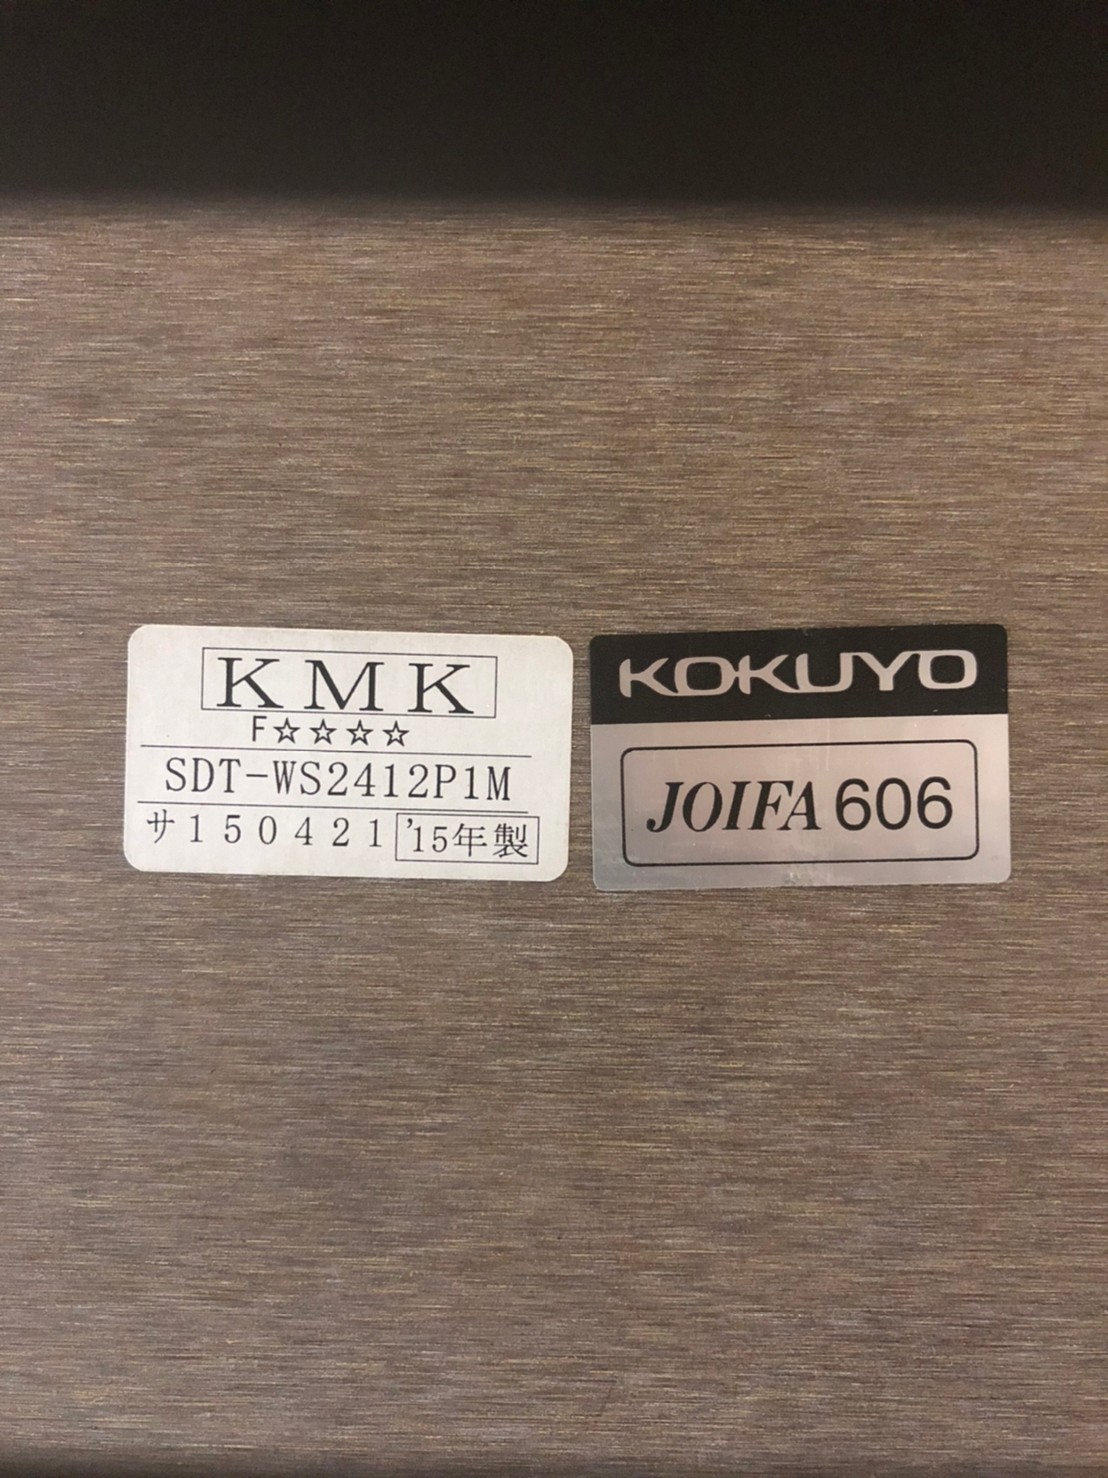 KMK
F☆☆☆☆
SDT-WS2412P1M
サ150421 '15年製
KOKUYO
JOIFA 606